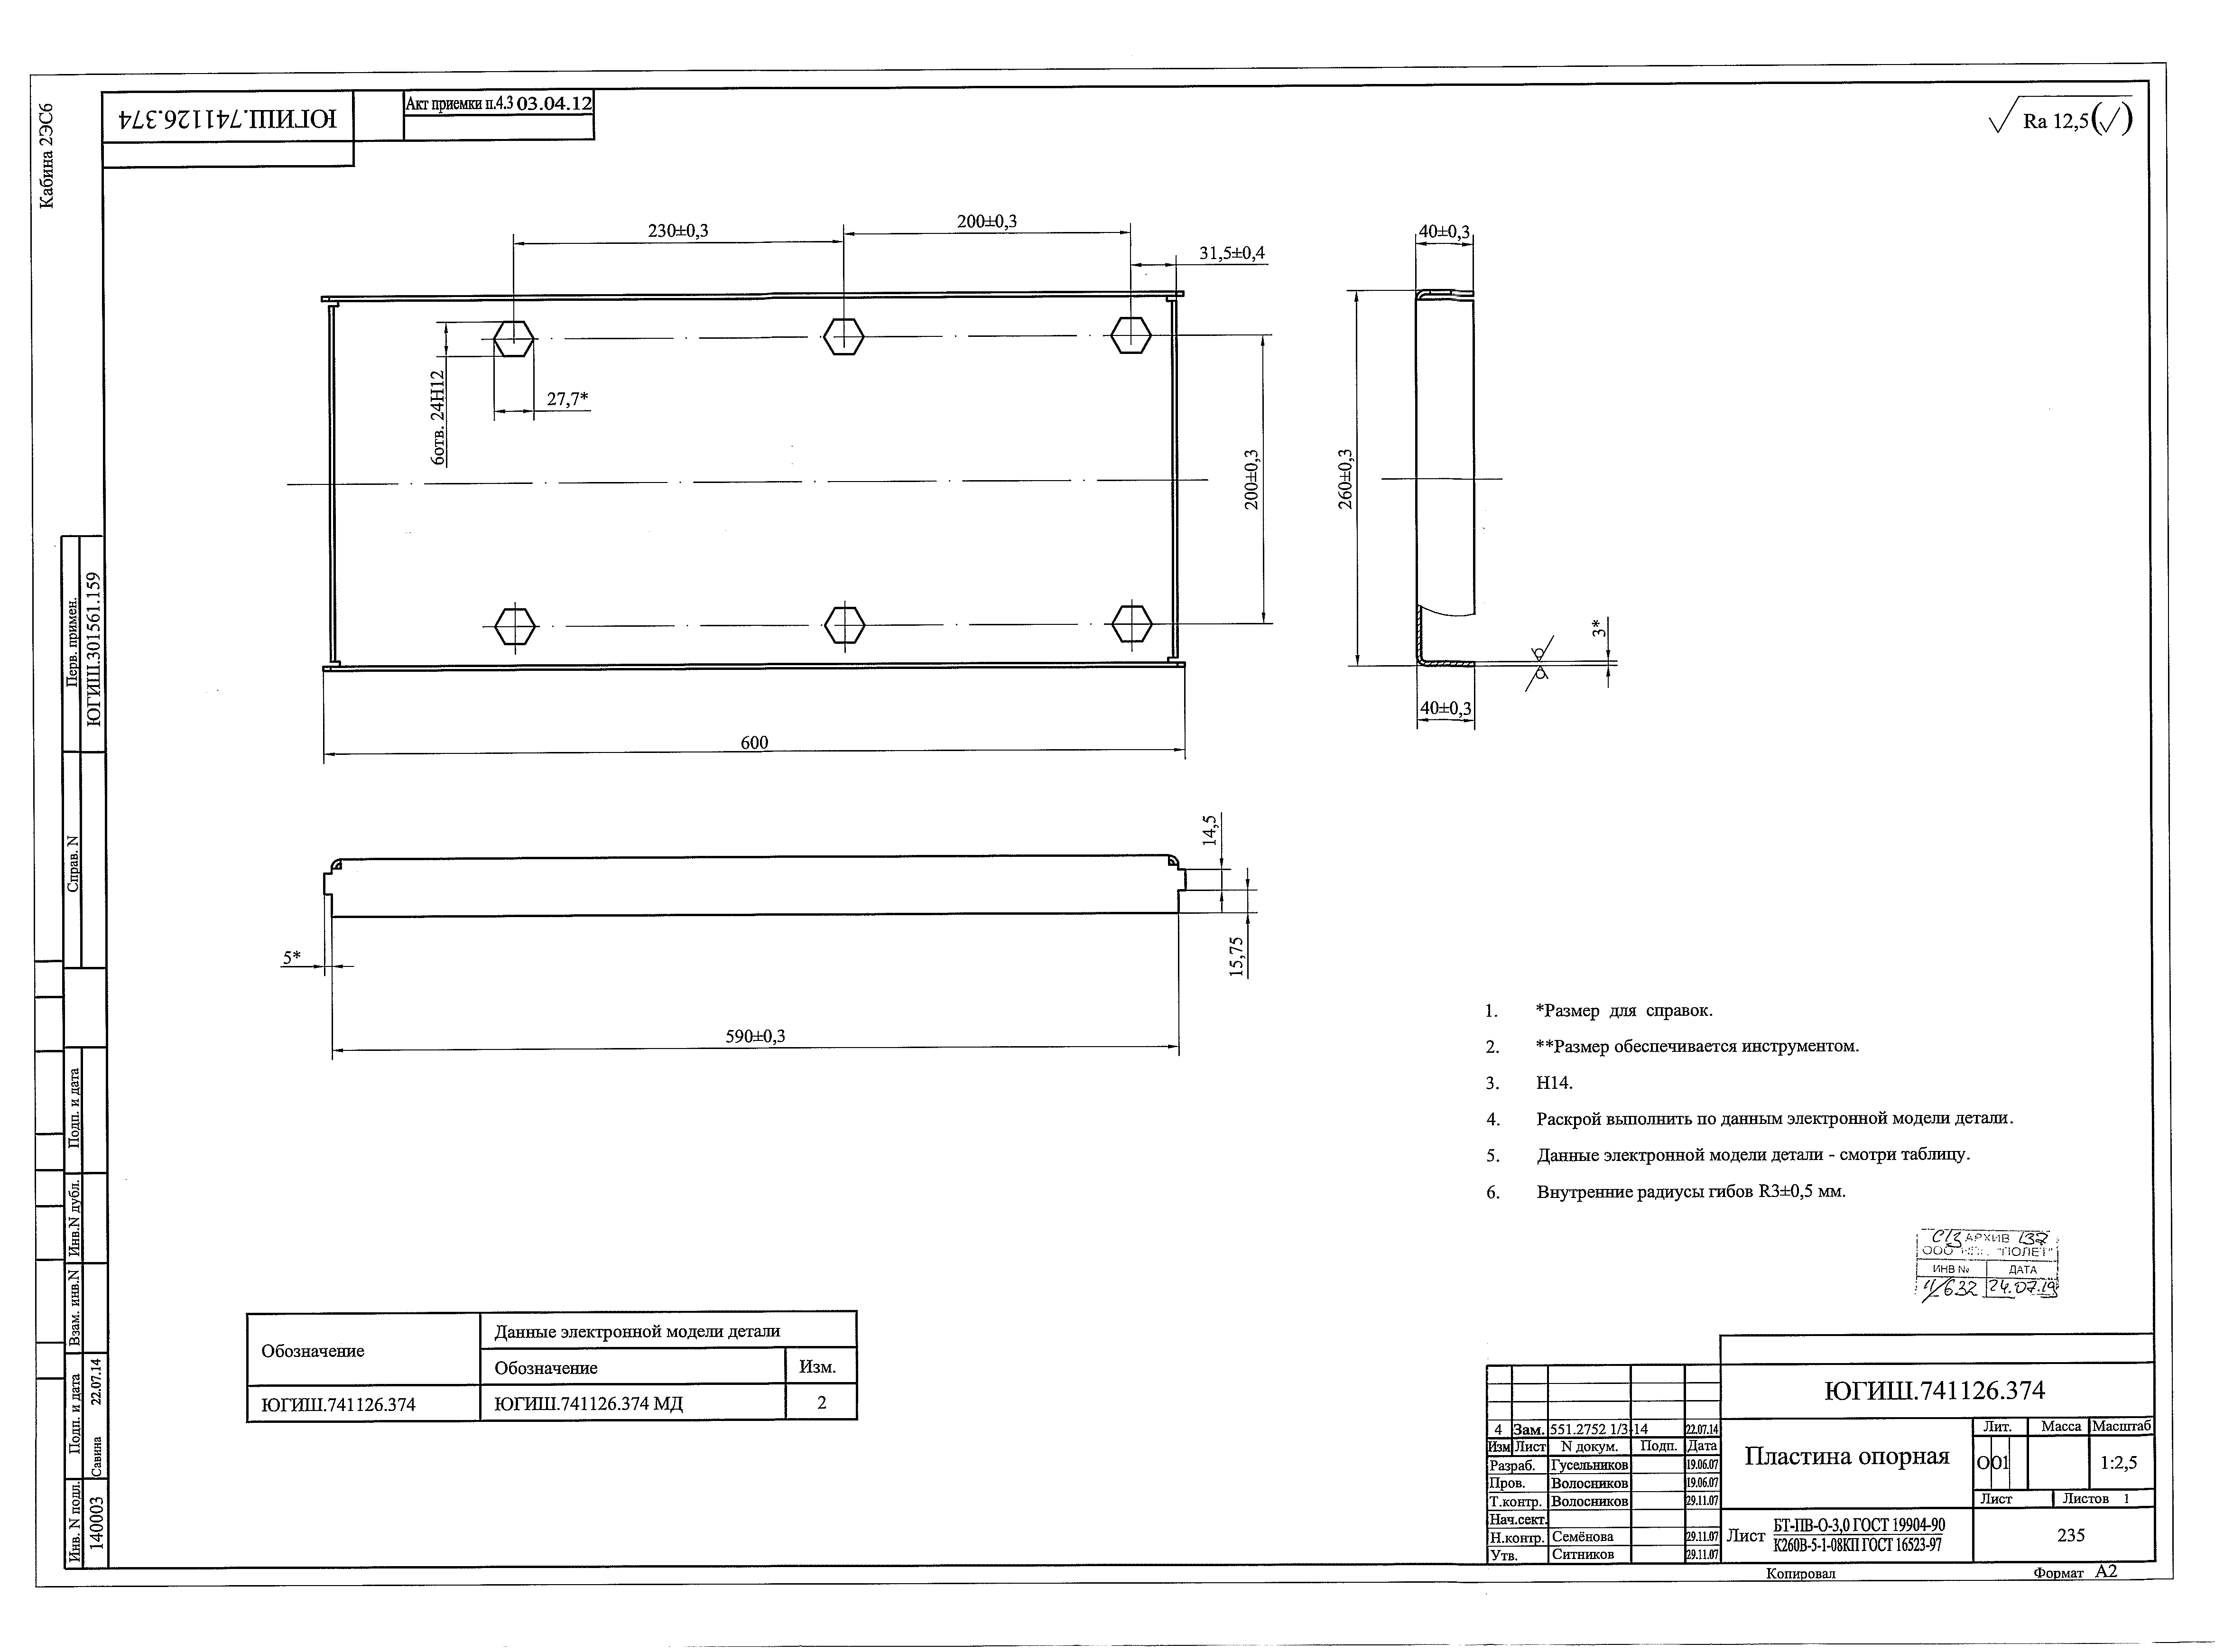 Кабина 2ЭС6
ЮГИШ.741126.374
Акт приемки п.4.3 03.04.12
Ra 12,5(√)
230±0,3
200±0,3
31,5±0,4
40±0,3
6отв. 24H12
27,7*
200±0,3
260±0,3
3*
40±0,3
600
14,5
15,75
5*
590±0,3
Перв. примен.
ЮГИШ.301561.159
Справ. N
Подп. и дата
Инв.N дубл.
Взам. инв.N
Подп. и дата
Савина 22.07.14
Инв. N подл.
140003
1. *Размер для справок.
2. **Размер обеспечивается инструментом.
3. H14.
4. Раскрой выполнить по данным электронной модели детали.
5. Данные электронной модели детали - смотри таблицу.
6. Внутренние радиусы гибов R3±0,5 мм.
АРХИВ 132
ООО "ПОЛЕТ"
ИНВ № ДАТА
4/632 24.07.19
Обозначение
Данные электронной модели детали
Обозначение Изм.
ЮГИШ.741126.374 ЮГИШ.741126.374 МД 2
ЮГИШ.741126.374
4 Зам. 551.2752 1/3-14 22.07.14
Изм Лист N докум. Подп. Дата
Разраб. Гусельников 19.06.07
Пров. Волосников 19.06.07
Т.контр. Волосников 29.11.07
Нач.сект.
Н.контр. Семёнова 29.11.07
Утв. Ситников 29.11.07
Пластина опорная
Лит. Масса Масштаб
О О1 1:2,5
Лист Листов 1
Лист БТ-ПВ-О-3,0 ГОСТ 19904-90
К260В-5-1-08КП ГОСТ 16523-97
235
Копировал
Формат А2